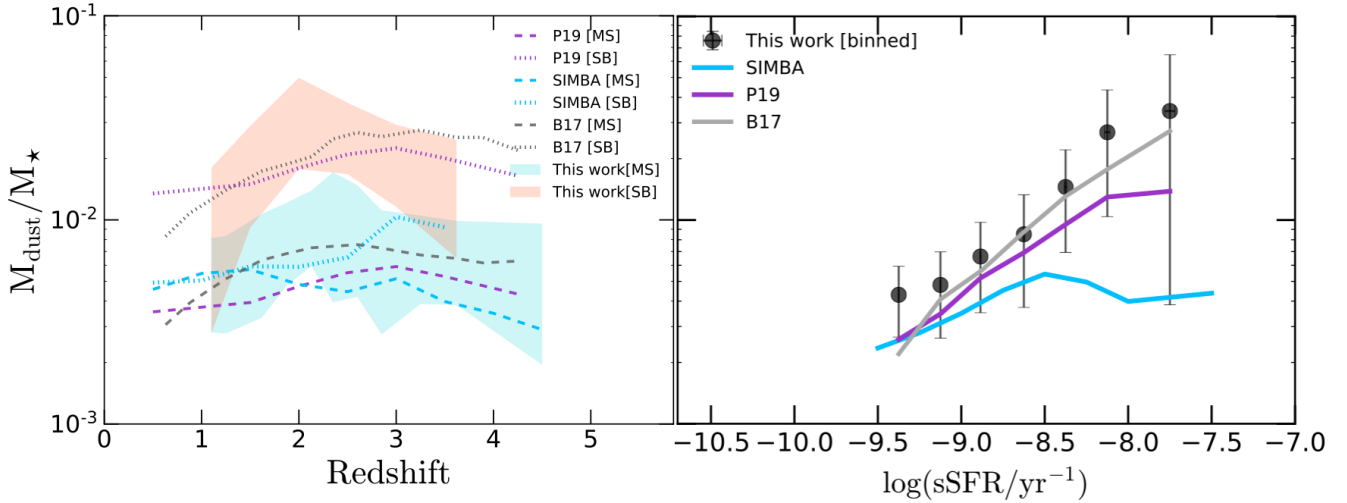 10⁻¹
10⁻²
10⁻³
M_dust/M_★
P19 [MS]
P19 [SB]
SIMBA [MS]
SIMBA [SB]
B17 [MS]
B17 [SB]
This work[MS]
This work[SB]
0 1 2 3 4 5
Redshift
This work [binned]
SIMBA
P19
B17
−10.5 −10.0 −9.5 −9.0 −8.5 −8.0 −7.5 −7.0
log(sSFR/yr⁻¹)